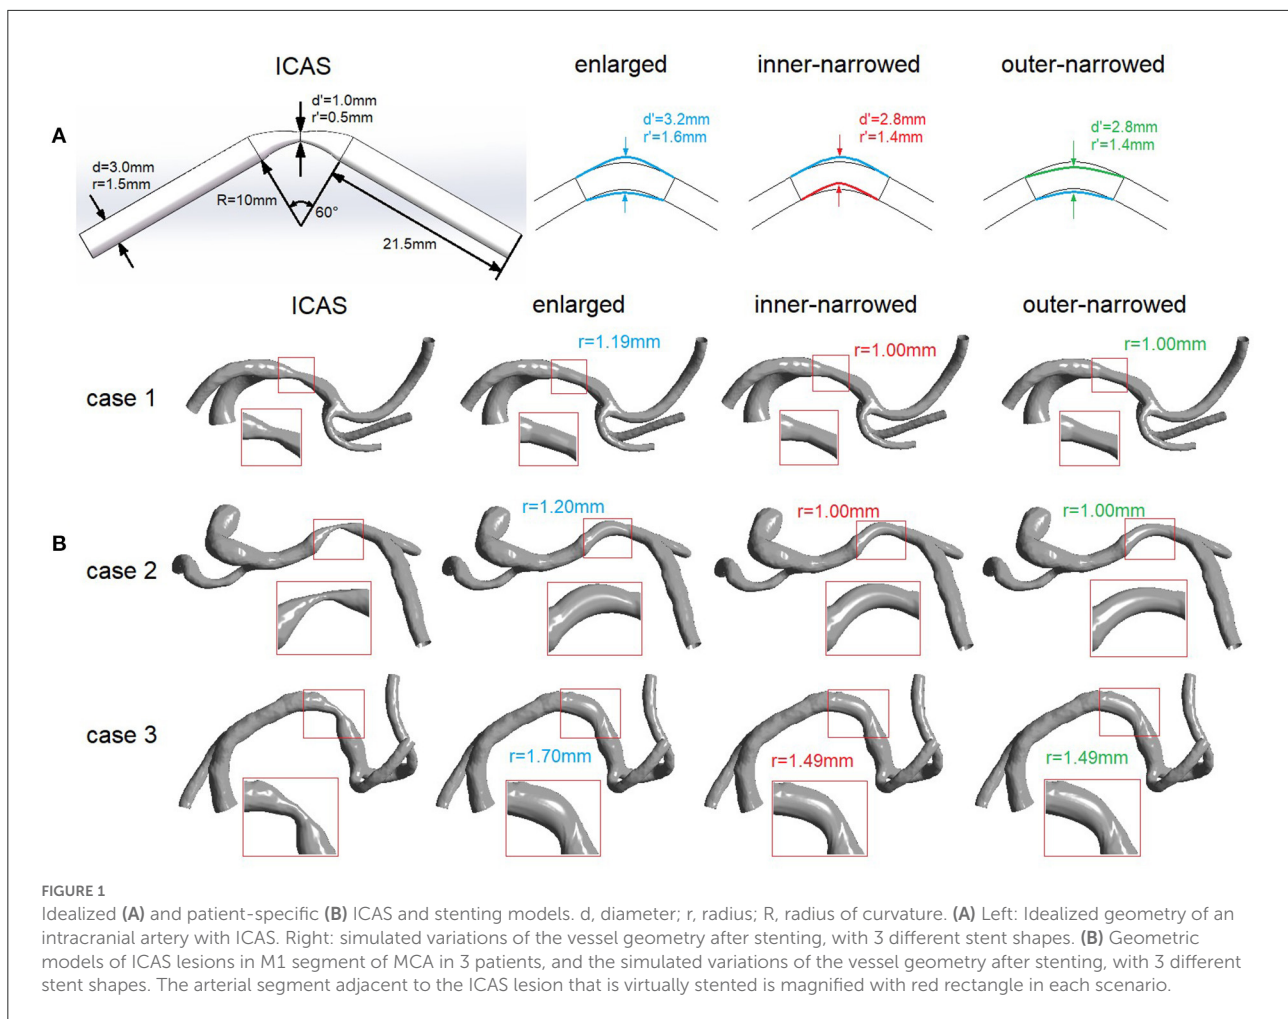 ICAS
enlarged
inner-narrowed
outer-narrowed
A
d'=1.0mm
r'=0.5mm
d=3.0mm
r=1.5mm
R=10mm
60°
21.5mm
d'=3.2mm
r'=1.6mm
d'=2.8mm
r'=1.4mm
d'=2.8mm
r'=1.4mm
ICAS
enlarged
inner-narrowed
outer-narrowed
case 1
r=1.19mm
r=1.00mm
r=1.00mm
B
case 2
r=1.20mm
r=1.00mm
r=1.00mm
case 3
r=1.70mm
r=1.49mm
r=1.49mm
FIGURE 1
Idealized (A) and patient-specific (B) ICAS and stenting models. d, diameter; r, radius; R, radius of curvature. (A) Left: Idealized geometry of an
intracranial artery with ICAS. Right: simulated variations of the vessel geometry after stenting, with 3 different stent shapes. (B) Geometric
models of ICAS lesions in M1 segment of MCA in 3 patients, and the simulated variations of the vessel geometry after stenting, with 3 different
stent shapes. The arterial segment adjacent to the ICAS lesion that is virtually stented is magnified with red rectangle in each scenario.